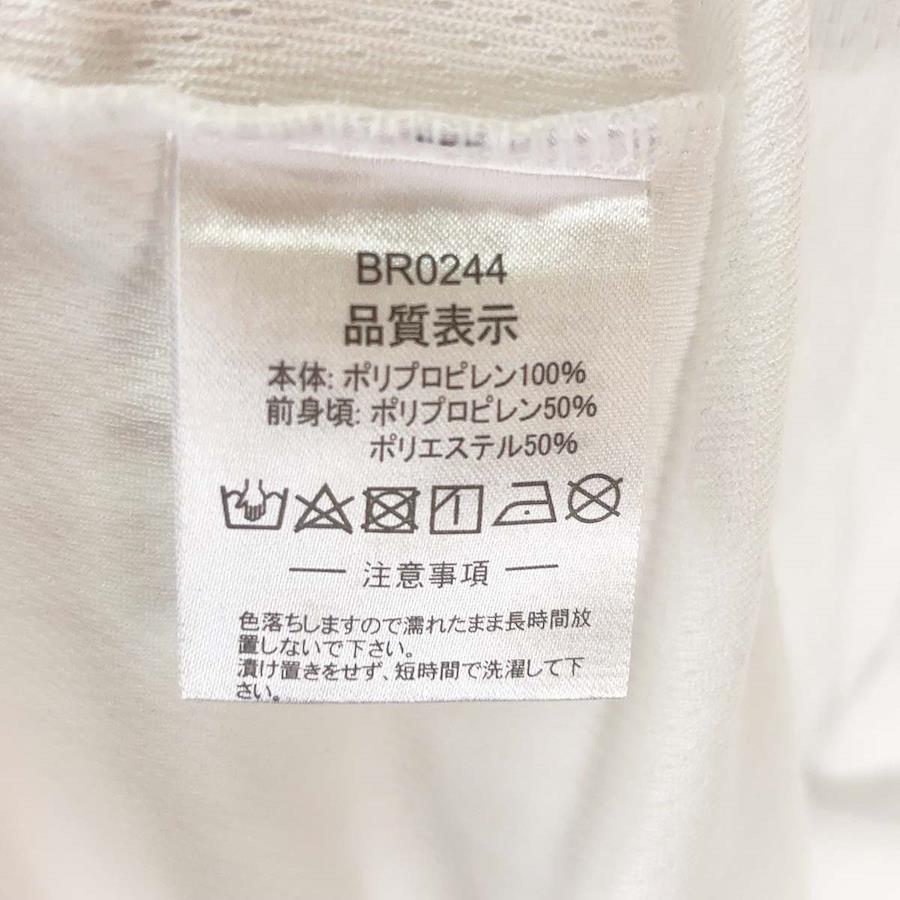 BR0244
品質表示
本体: ポリプロピレン100%
前身頃: ポリプロピレン50%
ポリエステル50%
注意事項
色落ちしますので濡れたまま長時間放
置しないで下さい。
漬け置きをせず、短時間で洗濯して下
さい。